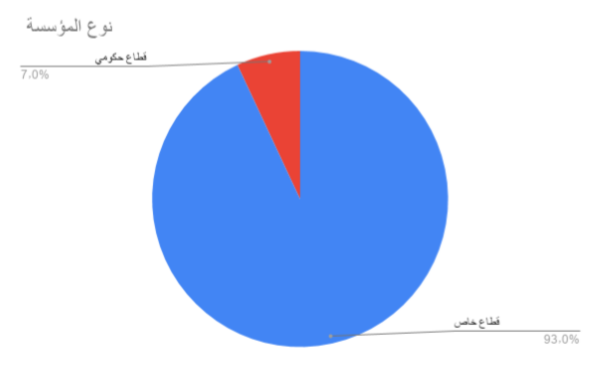 نوع المؤسسة
قطاع حكومي
7.0%
قطاع خاص
93.0%